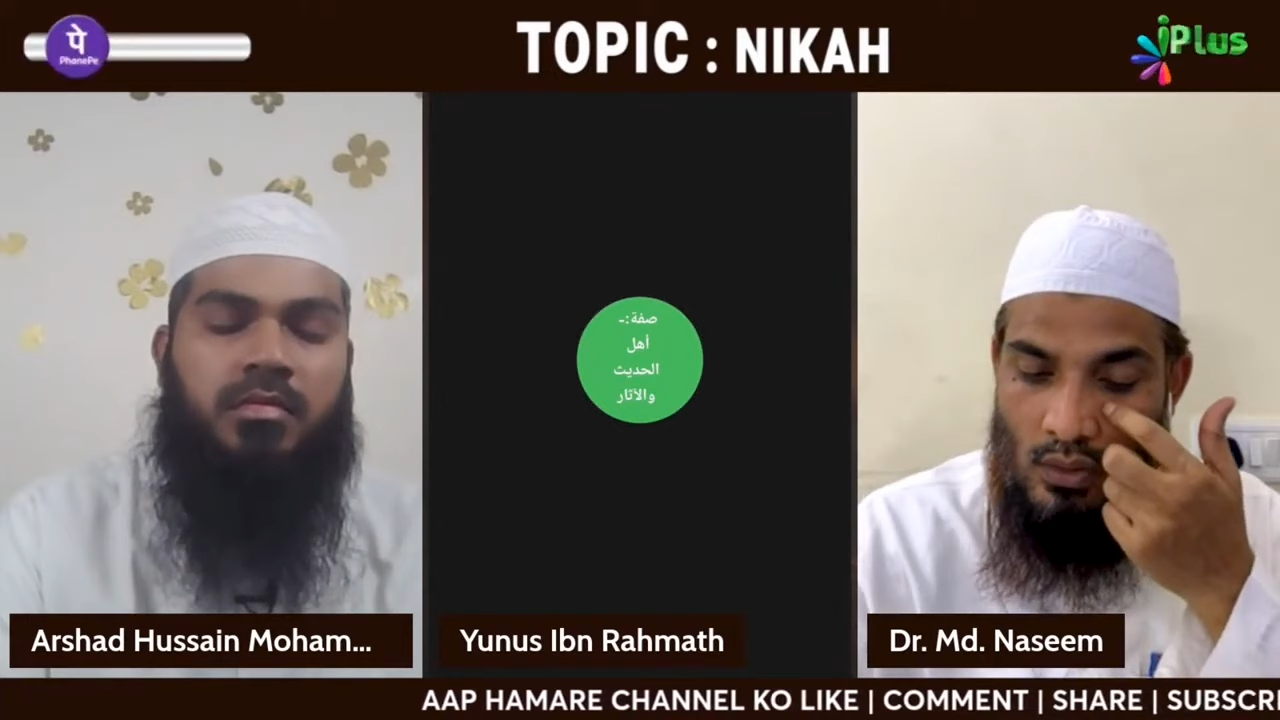 पे
PhonePe
TOPIC : NIKAH
iPlus
صفة:-
أهل
الحديث
والآثار
Arshad Hussain Moham...
Yunus Ibn Rahmath
Dr. Md. Naseem
AAP HAMARE CHANNEL KO LIKE | COMMENT | SHARE | SUBSCRI